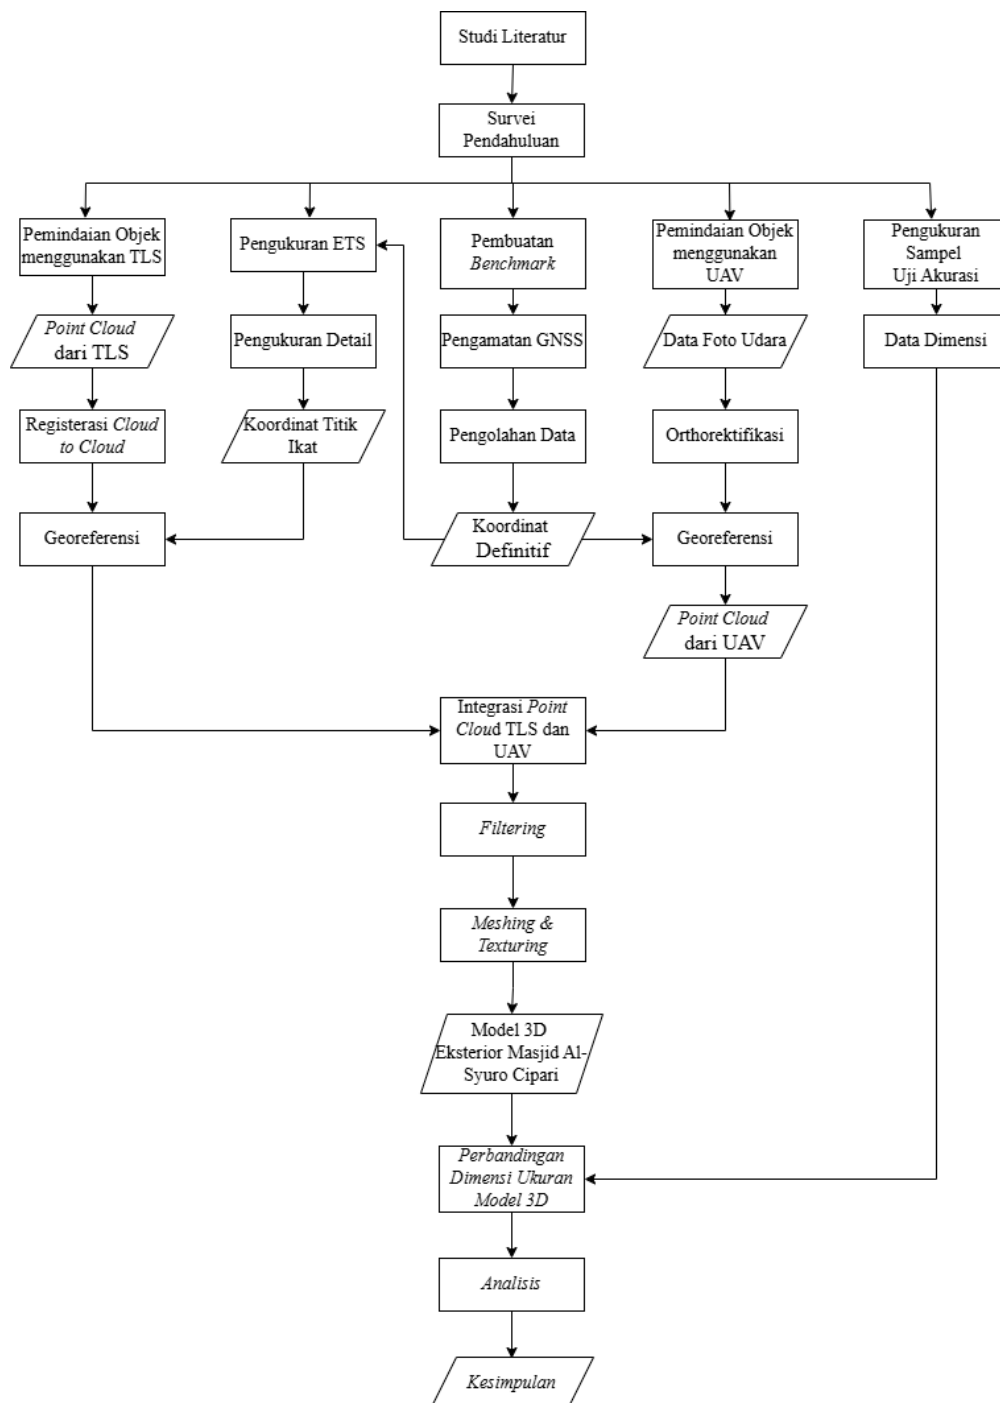 Studi Literatur
Survei
Pendahuluan
Pemindaian Objek
menggunakan TLS
Pengukuran ETS
Pembuatan
Benchmark
Pemindaian Objek
menggunakan
UAV
Pengukuran
Sampel
Uji Akurasi
Point Cloud
dari TLS
Pengukuran Detail
Pengamatan GNSS
Data Foto Udara
Data Dimensi
Registerasi Cloud
to Cloud
Koordinat Titik
Ikat
Pengolahan Data
Orthorektifikasi
Georeferensi
Koordinat
Definitif
Georeferensi
Point Cloud
dari UAV
Integrasi Point
Cloud TLS dan
UAV
Filtering
Meshing &
Texturing
Model 3D
Eksterior Masjid Al-
Syuro Cipari
Perbandingan
Dimensi Ukuran
Model 3D
Analisis
Kesimpulan